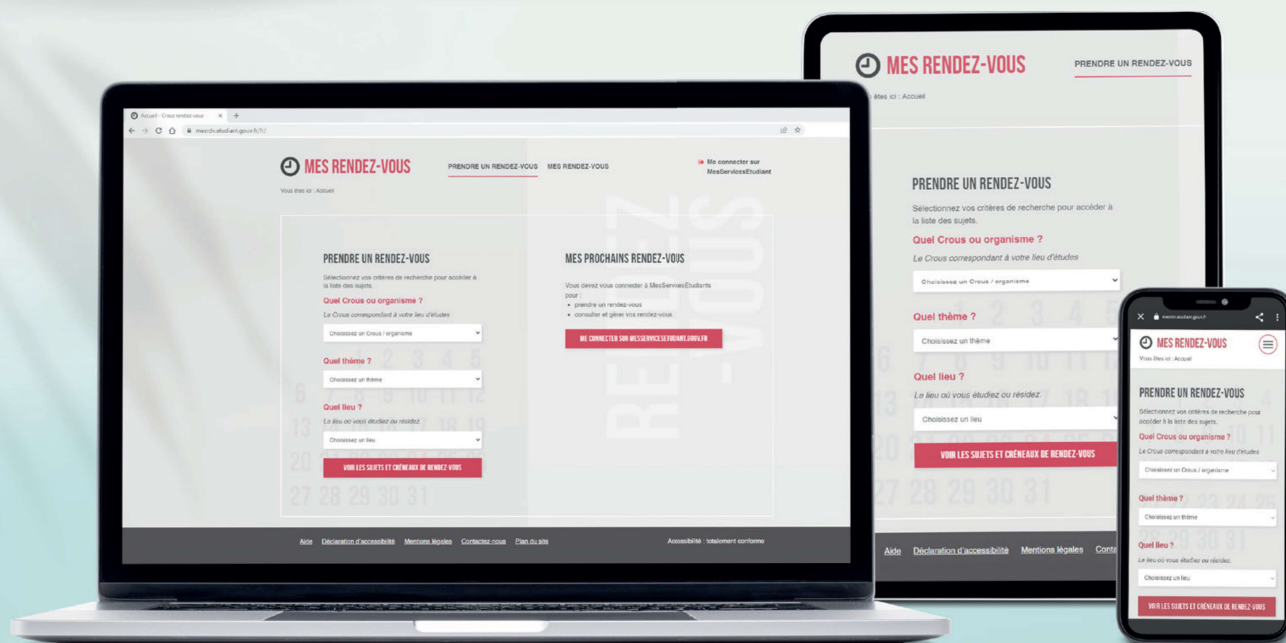 Accueil - Crous rendez-vous
mesrdv.etudiant.gouv.fr/fr/
MES RENDEZ-VOUS
PRENDRE UN RENDEZ-VOUS
MES RENDEZ-VOUS
Me connecter sur
MesServicesEtudiant
Vous êtes ici : Accueil
RENDEZ
-VOUS
PRENDRE UN RENDEZ-VOUS
Sélectionnez vos critères de recherche pour accéder à
la liste des sujets.
Quel Crous ou organisme ?
Le Crous correspondant à votre lieu d'études
Choisissez un Crous / organisme
Quel thème ?
Choisissez un thème
Quel lieu ?
Le lieu où vous étudiez ou résidez.
Choisissez un lieu
VOIR LES SUJETS ET CRÉNEAUX DE RENDEZ-VOUS
27 28 29 30 31
MES PROCHAINS RENDEZ-VOUS
Vous devez vous connecter à MesServicesEtudiants
pour :
prendre un rendez-vous
consulter et gérer vos rendez-vous
ME CONNECTER SUR MESSERVICESETUDIANT.GOUV.FR
Aide Déclaration d'accessibilité Mentions légales Contactez-nous Plan du site
Accessibilité : totalement conforme
MES RENDEZ-VOUS
PRENDRE UN RENDEZ-VOUS
êtes ici : Accueil
PRENDRE UN RENDEZ-VOUS
Sélectionnez vos critères de recherche pour accéder à
la liste des sujets.
Quel Crous ou organisme ?
Le Crous correspondant à votre lieu d'études
Choisissez un Crous / organisme
Quel thème ?
Choisissez un thème
Quel lieu ?
Le lieu où vous étudiez ou résidez.
Choisissez un lieu
VOIR LES SUJETS ET CRÉNEAUX DE RENDEZ-VOUS
27 28 29 30 31
Aide Déclaration d'accessibilité Mentions légales Conta
MES RENDEZ-VOUS
Vous êtes ici : Accueil
PRENDRE UN RENDEZ-VOUS
Sélectionnez vos critères de recherche pour
accéder à la liste des sujets.
Quel Crous ou organisme ?
Le Crous correspondant à votre lieu d'études
Choisissez un Crous / organisme
Quel thème ?
Choisissez un thème
Quel lieu ?
Le lieu où vous étudiez ou résidez.
Choisissez un lieu
VOIR LES SUJETS ET CRÉNEAUX DE RENDEZ-VOUS